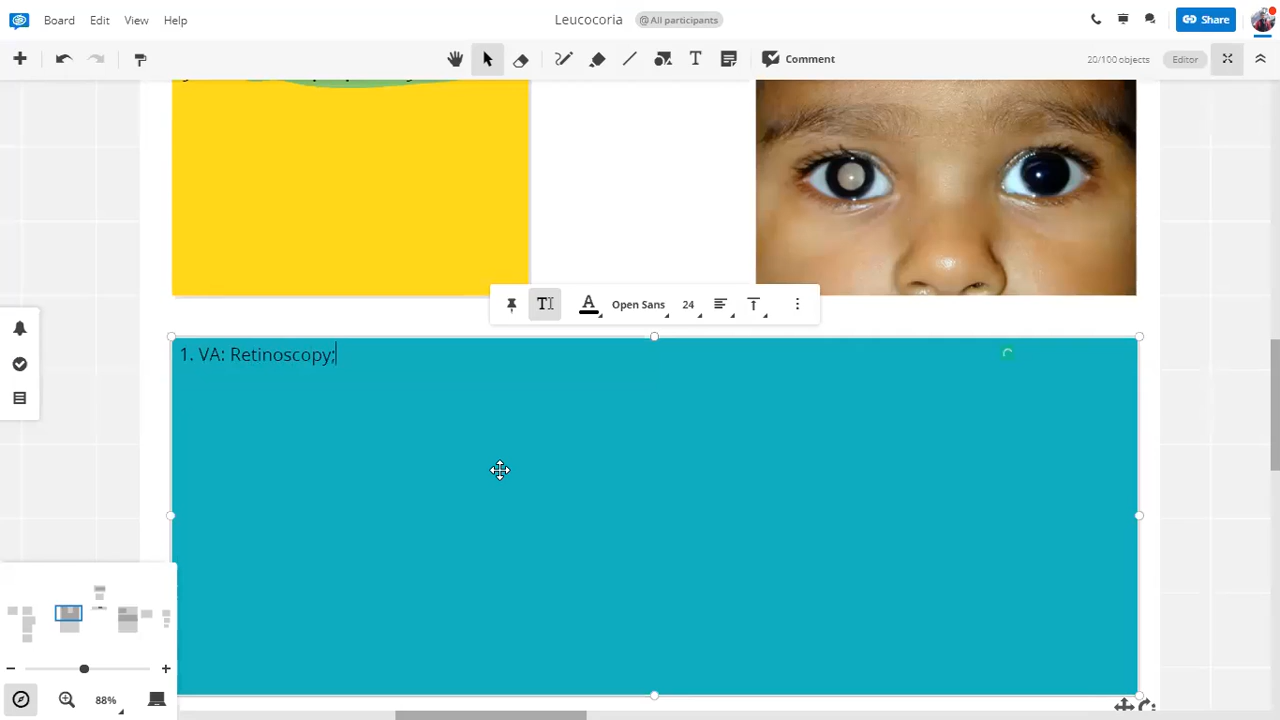 Board Edit View Help
Leucocoria
@ All participants
Share
Comment
20/100 objects
Editor
Open Sans
24
1. VA: Retinoscopy;
88%